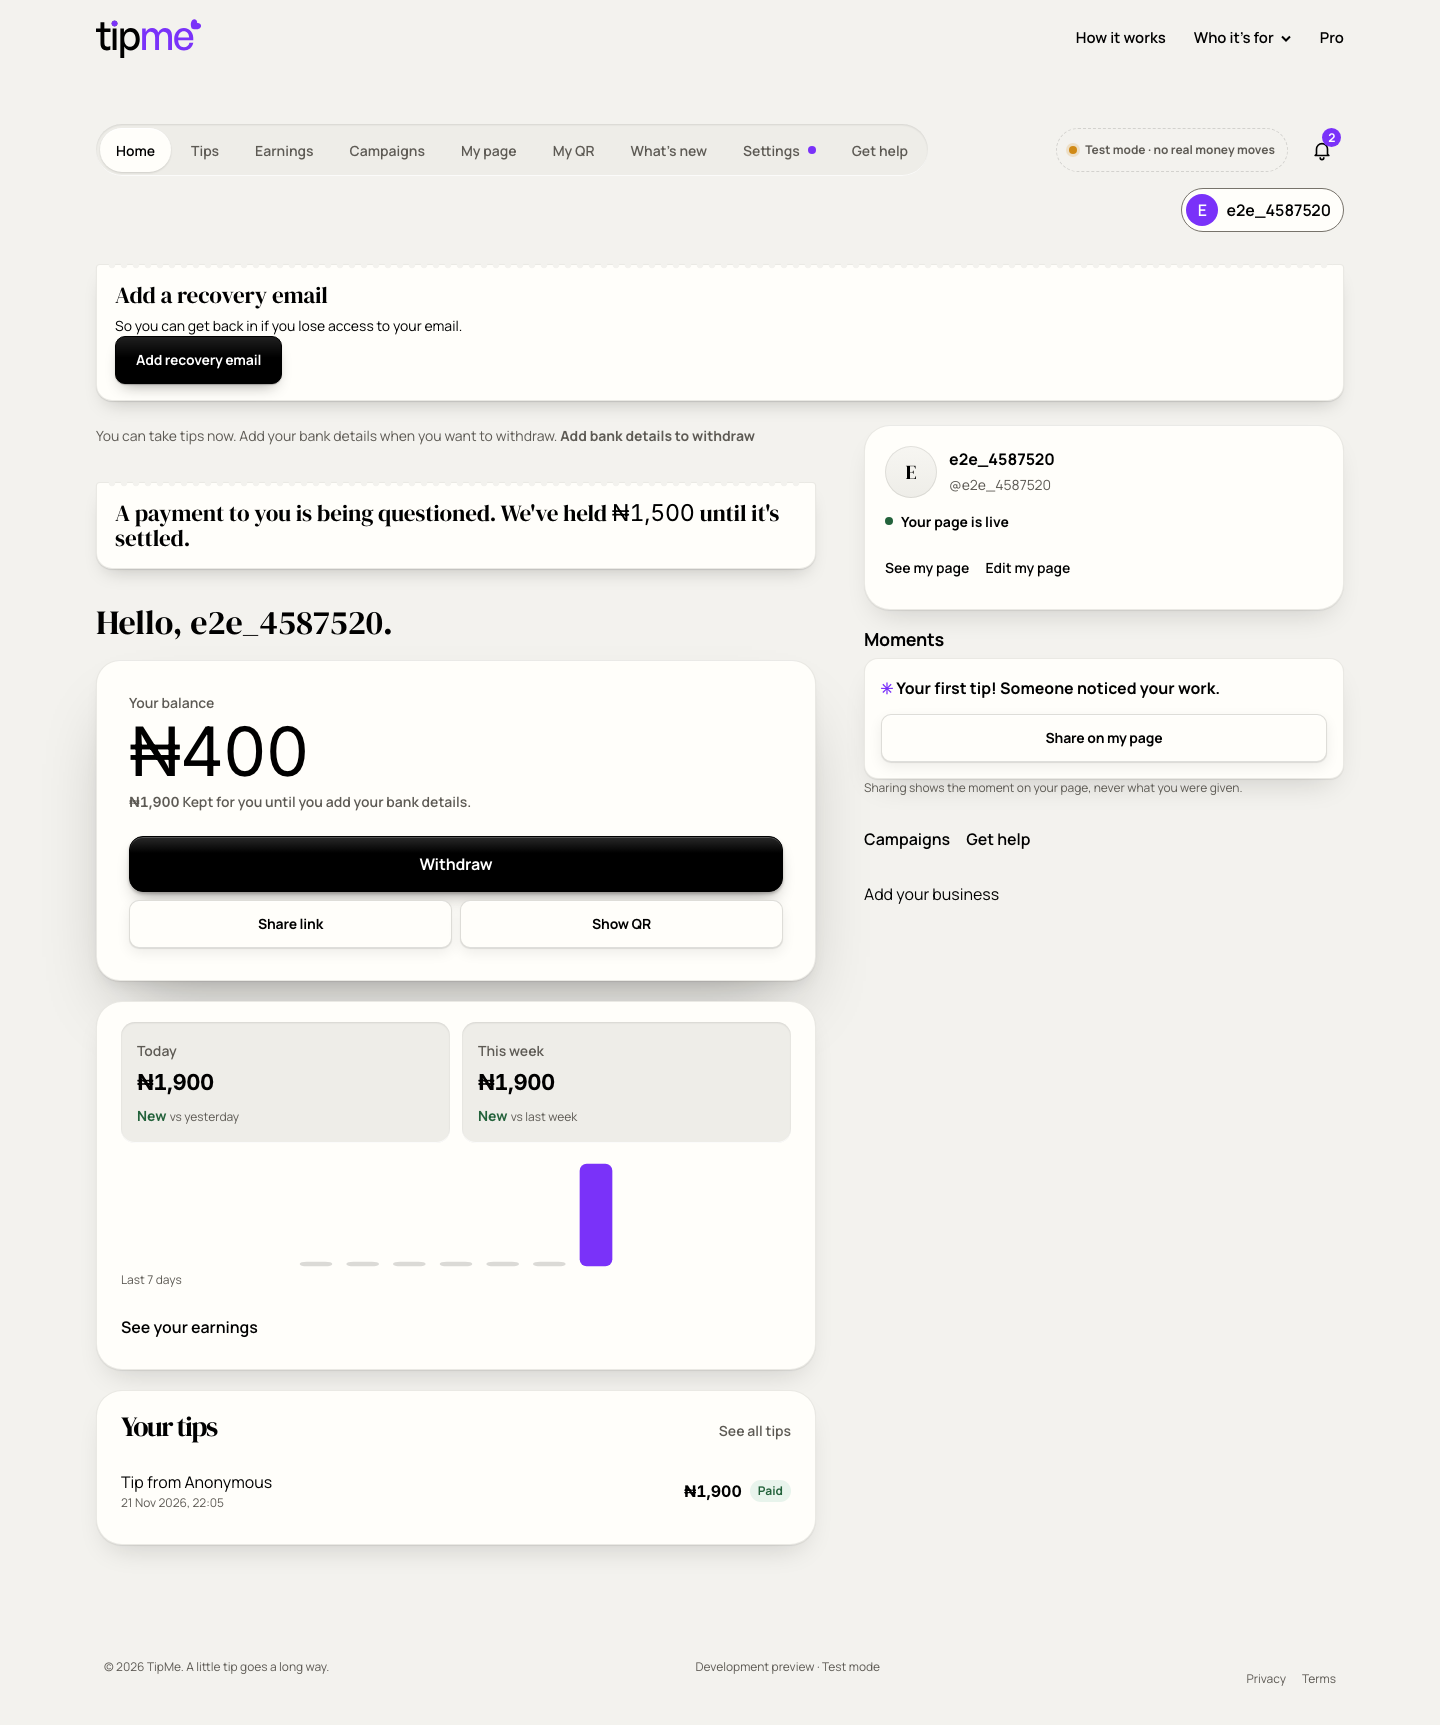 tipme
How it works
Who it's for
Pro
Home
Tips
Earnings
Campaigns
My page
My QR
What's new
Settings
Get help
Test mode · no real money moves
2
E
e2e_4587520
Add a recovery email
So you can get back in if you lose access to your email.
Add recovery email
You can take tips now. Add your bank details when you want to withdraw. Add bank details to withdraw
A payment to you is being questioned. We've held ₦1,500 until it's
settled.
Hello, e2e_4587520.
Your balance
₦400
₦1,900 Kept for you until you add your bank details.
Withdraw
Share link
Show QR
Today
₦1,900
New vs yesterday
This week
₦1,900
New vs last week
Last 7 days
See your earnings
Your tips
See all tips
Tip from Anonymous
21 Nov 2026, 22:05
₦1,900
Paid
E
e2e_4587520
@e2e_4587520
Your page is live
See my page
Edit my page
Moments
Your first tip! Someone noticed your work.
Share on my page
Sharing shows the moment on your page, never what you were given.
Campaigns
Get help
Add your business
© 2026 TipMe. A little tip goes a long way.
Development preview · Test mode
Privacy
Terms